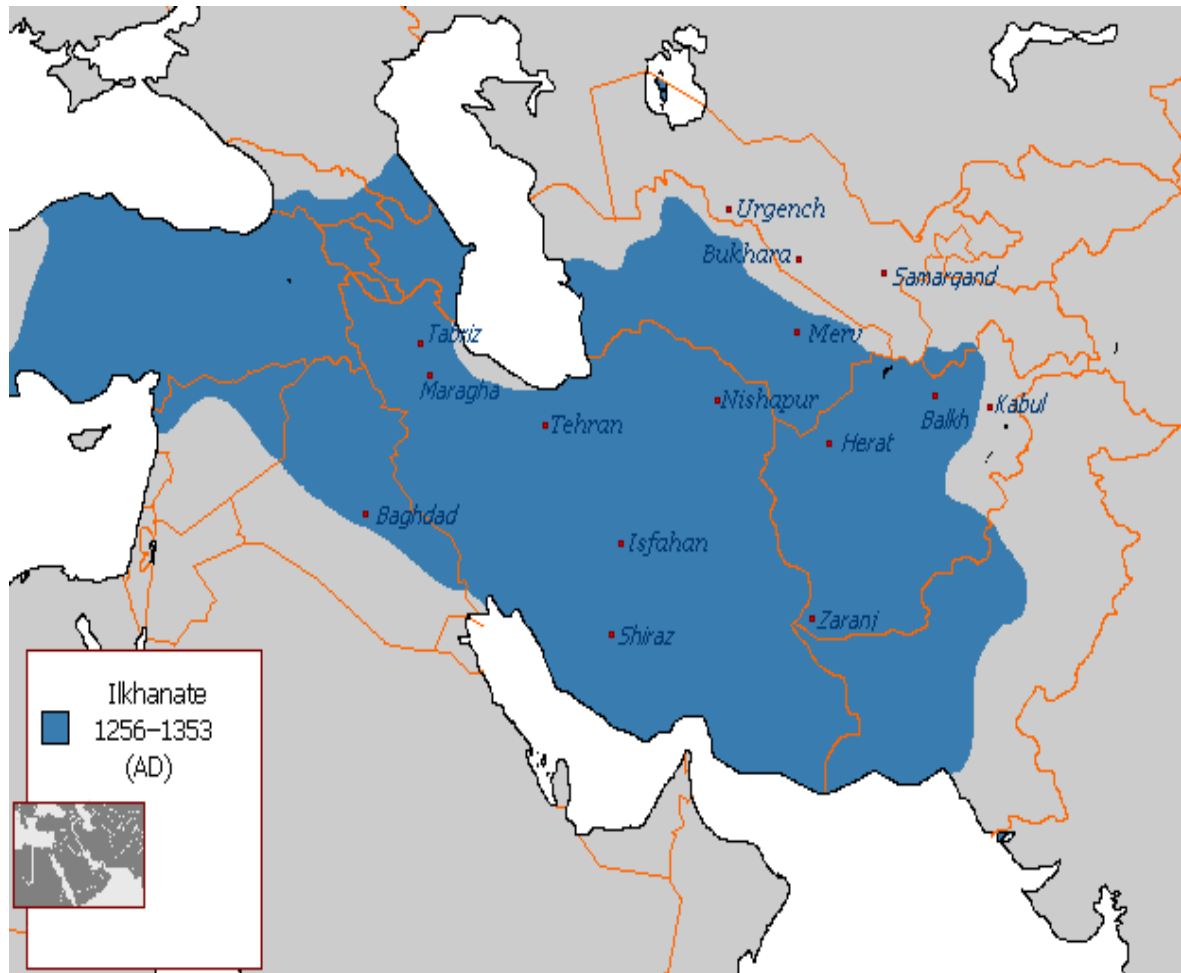 Urgench
Bukhara
Samarqand
Tabriz
Merv
Maragha
Nishapur
Balkh
Kabul
Tehran
Herat
Baghdad
Isfahan
Zaranj
Shiraz
Ilkhanate
1256-1353
(AD)